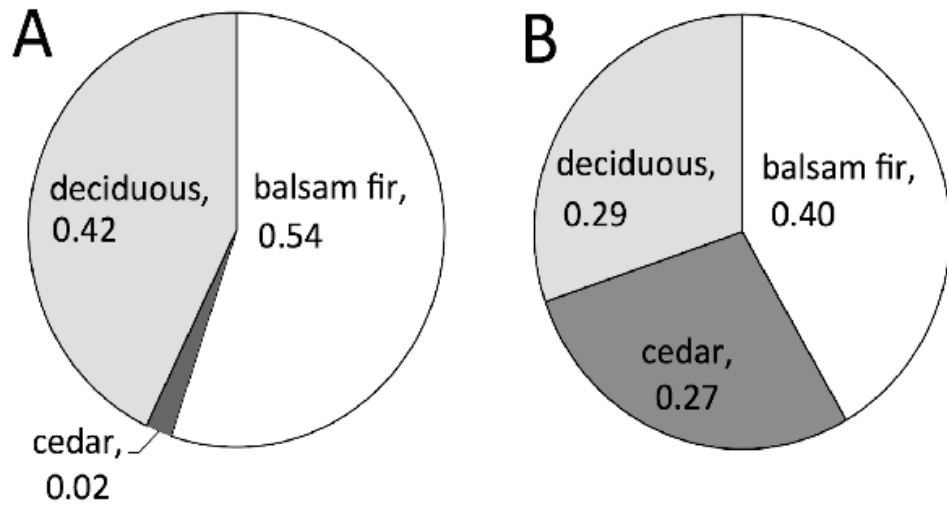 A
deciduous,
0.42
balsam fir,
0.54
cedar,
0.02
B
deciduous,
0.29
balsam fir,
0.40
cedar,
0.27